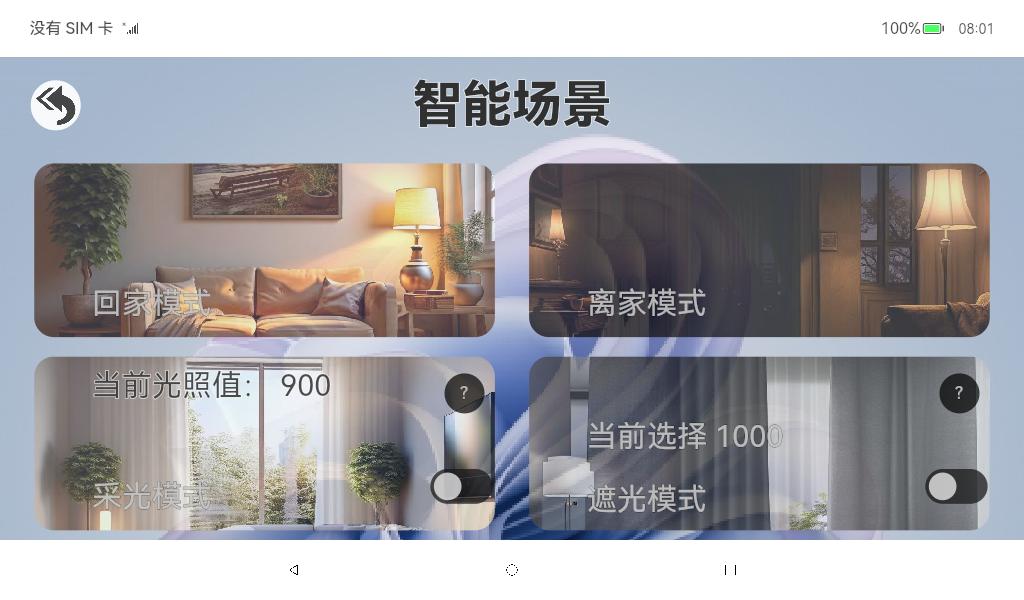 没有 SIM 卡
100%
08:01
智能场景
回家模式
离家模式
当前光照值： 900
?
采光模式
?
当前选择 1000
遮光模式